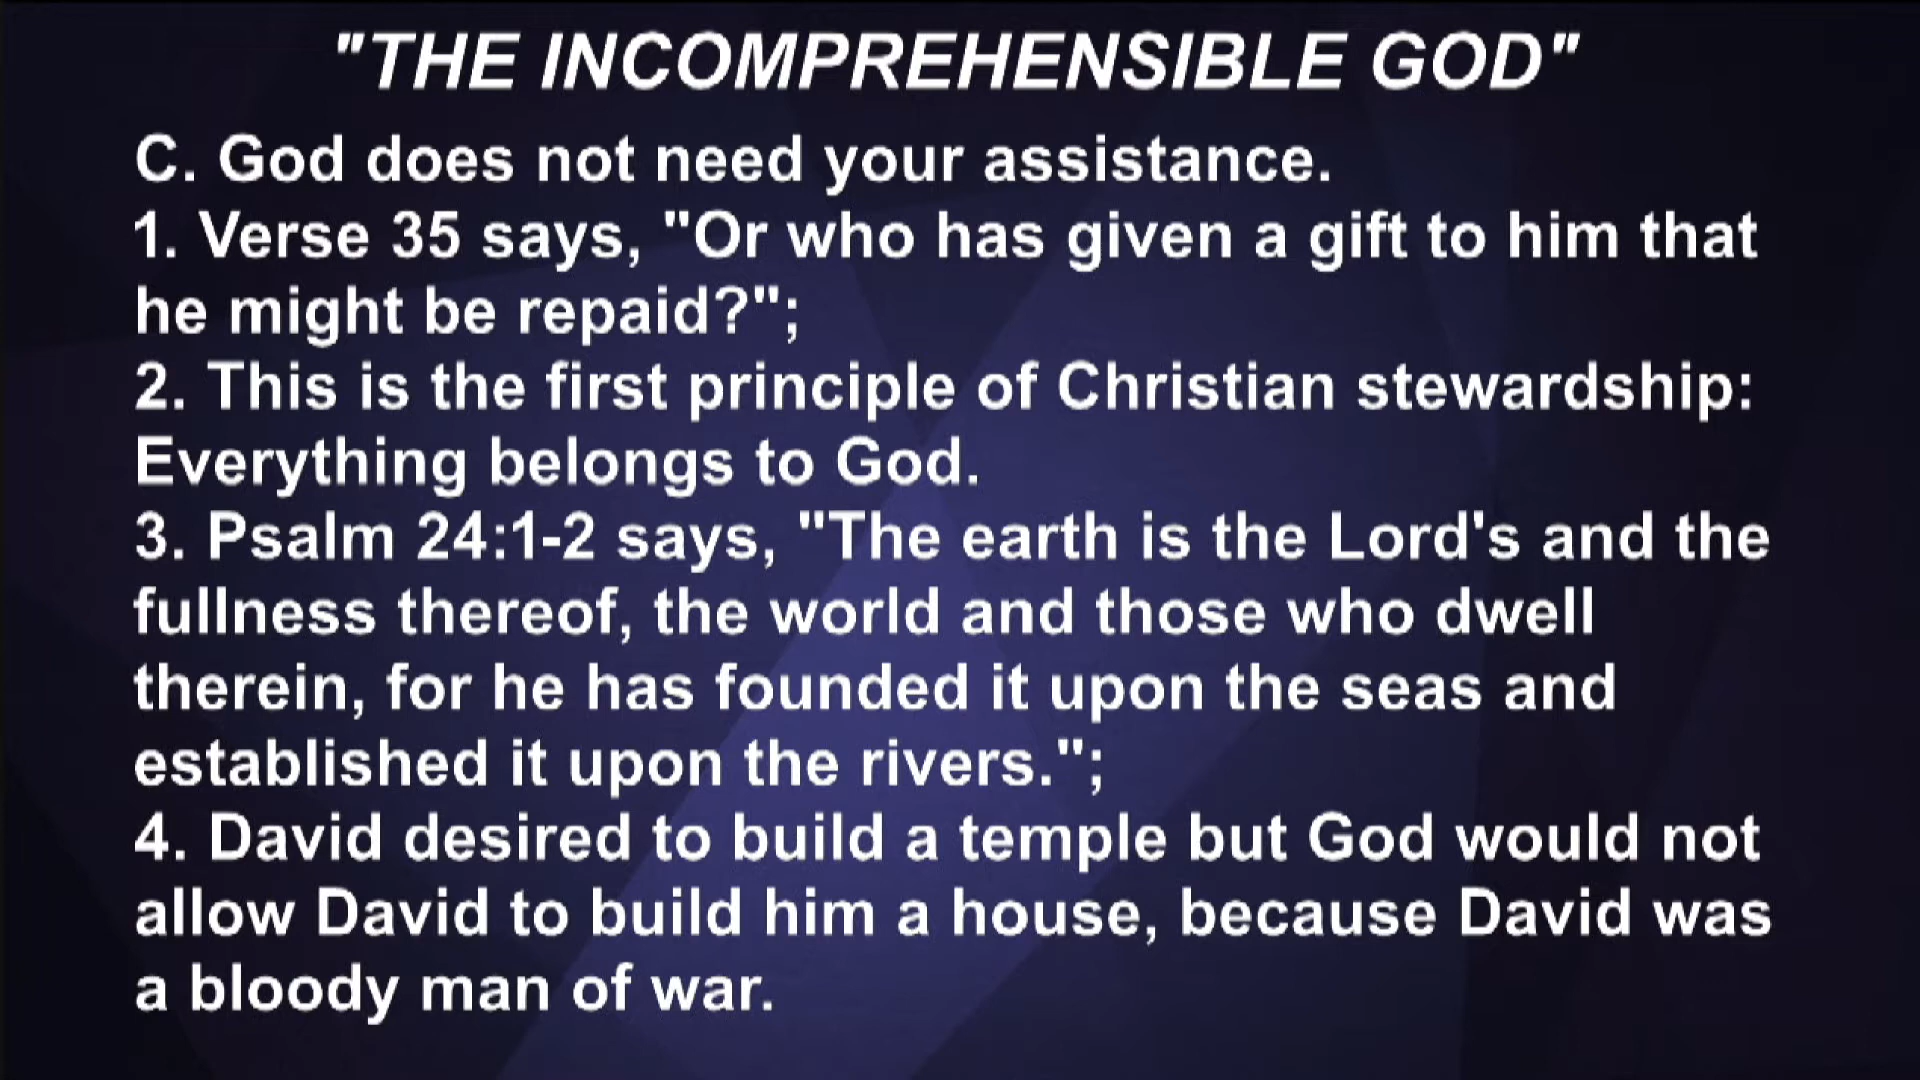 "THE INCOMPREHENSIBLE GOD"
C. God does not need your assistance.
1. Verse 35 says, "Or who has given a gift to him that
he might be repaid?";
2. This is the first principle of Christian stewardship:
Everything belongs to God.
3. Psalm 24:1-2 says, "The earth is the Lord's and the
fullness thereof, the world and those who dwell
therein, for he has founded it upon the seas and
established it upon the rivers.";
4. David desired to build a temple but God would not
allow David to build him a house, because David was
a bloody man of war.